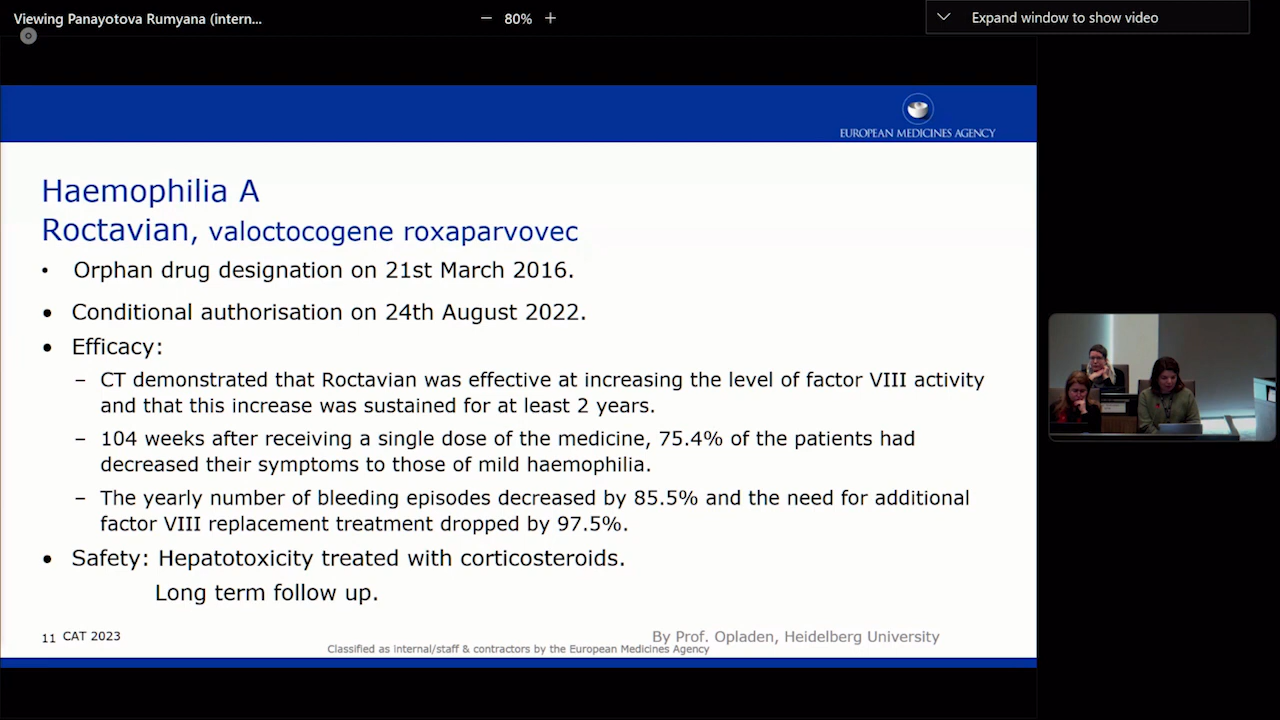 Viewing Panayotova Rumyana (intern...
− 80% +
Expand window to show video
EUROPEAN MEDICINES AGENCY
Haemophilia A
Roctavian, valoctocogene roxaparvovec
• Orphan drug designation on 21st March 2016.
• Conditional authorisation on 24th August 2022.
• Efficacy:
– CT demonstrated that Roctavian was effective at increasing the level of factor VIII activity
and that this increase was sustained for at least 2 years.
– 104 weeks after receiving a single dose of the medicine, 75.4% of the patients had
decreased their symptoms to those of mild haemophilia.
– The yearly number of bleeding episodes decreased by 85.5% and the need for additional
factor VIII replacement treatment dropped by 97.5%.
• Safety: Hepatotoxicity treated with corticosteroids.
Long term follow up.
11 CAT 2023
By Prof. Opladen, Heidelberg University
Classified as internal/staff & contractors by the European Medicines Agency